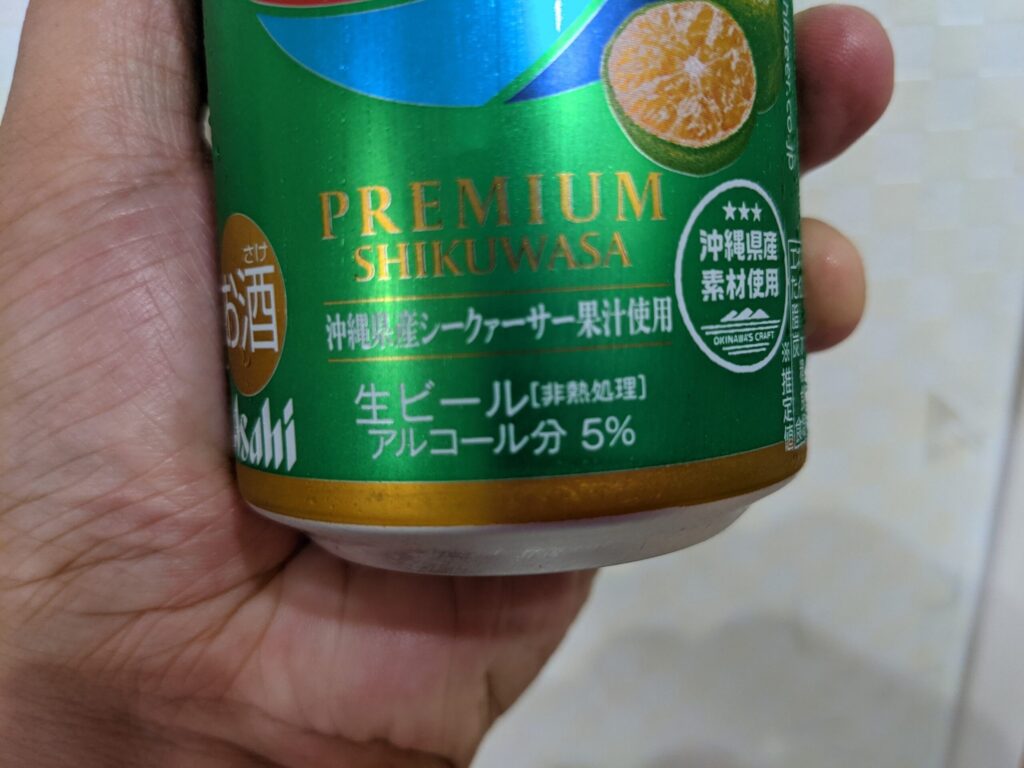 PREMIUM
SHIKUWASA
沖縄県産シークヮーサー果汁使用
生ビール[非熱処理]
アルコール分 5%
さけ
お酒
Asahi
★★★
沖縄県産
素材使用
OKINAWA'S CRAFT